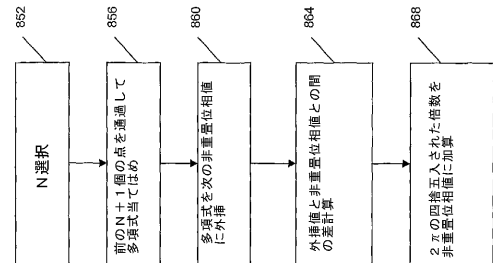 852
N選択
856
前のN+1個の点を通過して
多項式当てはめ
860
多項式を次の非重畳位相値
に外挿
864
外挿値と非重畳位相値との間
の差計算
868
2πの四捨五入された倍数を
非重畳位相値に加算